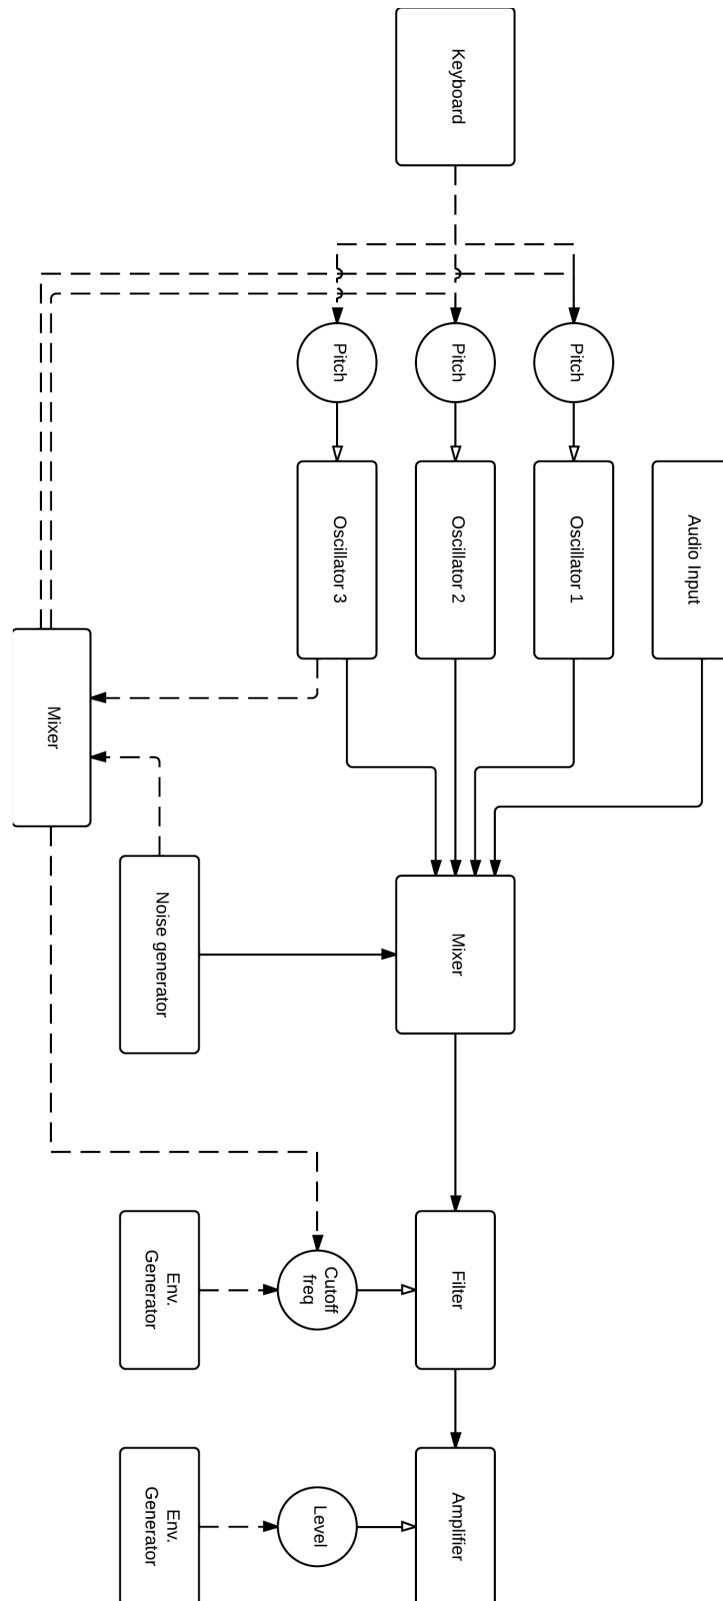 Keyboard
Pitch
Pitch
Pitch
Audio Input
Oscillator 1
Oscillator 2
Oscillator 3
Mixer
Mixer
Noise generator
Filter
Cutoff
freq
Env.
Generator
Amplifier
Level
Env.
Generator